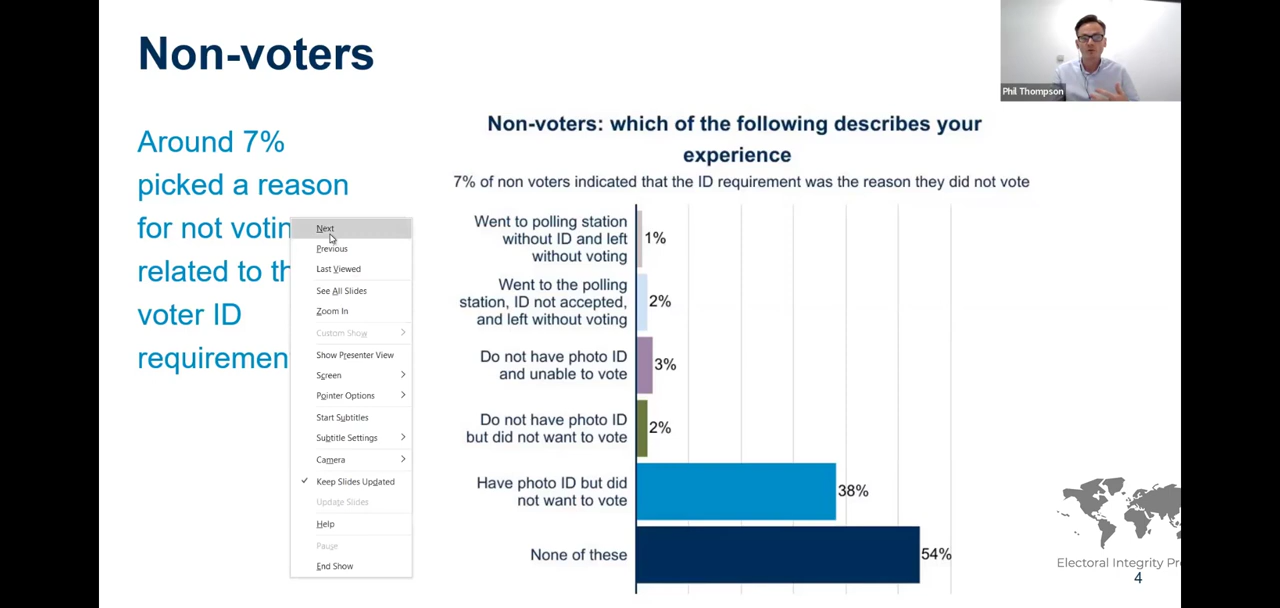 Non-voters
Phil Thompson
Around 7%
picked a reason
for not votin
related to th
voter ID
requiremen
Next
Previous
Last Viewed
See All Slides
Zoom In
Custom Show
Show Presenter View
Screen
Pointer Options
Start Subtitles
Subtitle Settings
Camera
Keep Slides Updated
Update Slides
Help
Pause
End Show
Non-voters: which of the following describes your
experience
7% of non voters indicated that the ID requirement was the reason they did not vote
Went to polling station
without ID and left
without voting
1%
Went to the polling
station, ID not accepted,
and left without voting
2%
Do not have photo ID
and unable to vote
3%
Do not have photo ID
but did not want to vote
2%
Have photo ID but did
not want to vote
38%
None of these
54%
Electoral Integrity Pr
4